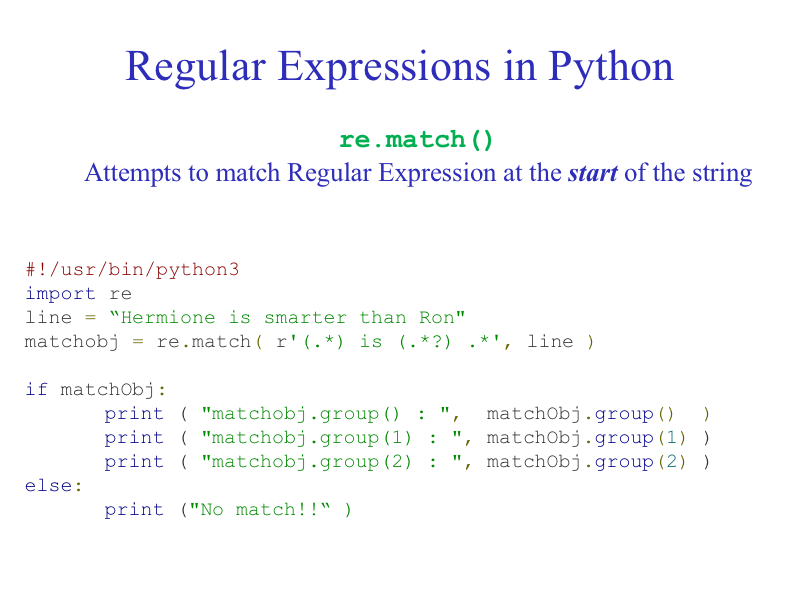 Regular Expressions in Python
re.match()
Attempts to match Regular Expression at the start of the string
#!/usr/bin/python3
import re
line = “Hermione is smarter than Ron"
matchobj = re.match( r'(.*) is (.*?) .*', line )
if matchObj:
print ( "matchobj.group() : ",  matchObj.group()  )
print ( "matchobj.group(1) : ", matchObj.group(1) )
print ( "matchobj.group(2) : ", matchObj.group(2) )
else:
print ("No match!!“ )